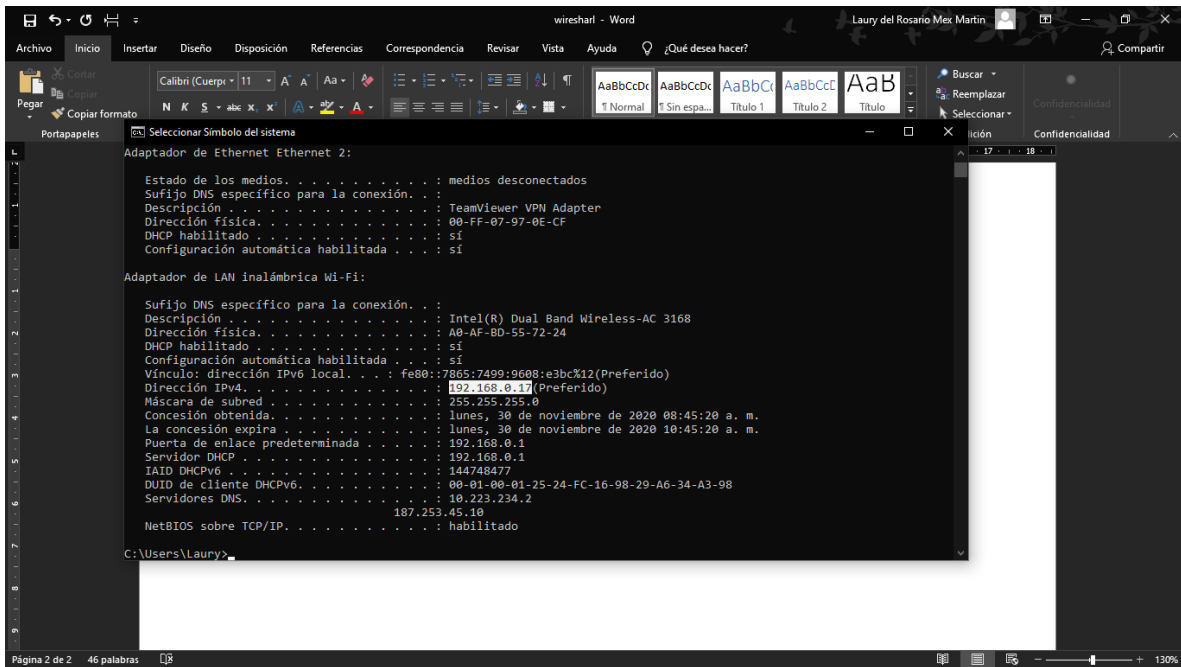 wiresharl - Word
Laury del Rosario Mex Martin
Archivo Inicio Insertar Diseño Disposición Referencias Correspondencia Revisar Vista Ayuda ¿Qué desea hacer? Compartir
Pegar
Cortar
Copiar
Copiar formato
Portapapeles
Calibri (Cuerpo 11 A A Aa
N K S abc x, x² A A
AaBbCcDc AaBbCcDc AaBbCc AaBbCcD AaB
¶ Normal ¶ Sin espa... Título 1 Título 2 Título
Buscar
Reemplazar
Seleccionar
ición
Confidencialidad
Confidencialidad
17 18
Seleccionar Símbolo del sistema
Adaptador de Ethernet Ethernet 2:
Estado de los medios. . . . . . . . . . . : medios desconectados
Sufijo DNS específico para la conexión. . :
Descripción . . . . . . . . . . . . . . . : TeamViewer VPN Adapter
Dirección física. . . . . . . . . . . . . : 00-FF-07-97-0E-CF
DHCP habilitado . . . . . . . . . . . . . : sí
Configuración automática habilitada . . . : sí
Adaptador de LAN inalámbrica Wi-Fi:
Sufijo DNS específico para la conexión. . :
Descripción . . . . . . . . . . . . . . . : Intel(R) Dual Band Wireless-AC 3168
Dirección física. . . . . . . . . . . . . : A0-AF-BD-55-72-24
DHCP habilitado . . . . . . . . . . . . . : sí
Configuración automática habilitada . . . : sí
Vínculo: dirección IPv6 local. . . : fe80::7865:7499:9608:e3bc%12(Preferido)
Dirección IPv4. . . . . . . . . . . . . . : 192.168.0.17(Preferido)
Máscara de subred . . . . . . . . . . . . : 255.255.255.0
Concesión obtenida. . . . . . . . . . . . : lunes, 30 de noviembre de 2020 08:45:20 a. m.
La concesión expira . . . . . . . . . . . : lunes, 30 de noviembre de 2020 10:45:20 a. m.
Puerta de enlace predeterminada . . . . . : 192.168.0.1
Servidor DHCP . . . . . . . . . . . . . . : 192.168.0.1
IAID DHCPv6 . . . . . . . . . . . . . . . : 144748477
DUID de cliente DHCPv6. . . . . . . . . . : 00-01-00-01-25-24-FC-16-98-29-A6-34-A3-98
Servidores DNS. . . . . . . . . . . . . . : 10.223.234.2
187.253.45.10
NetBIOS sobre TCP/IP. . . . . . . . . . . : habilitado
C:\Users\Laury>
Página 2 de 2 46 palabras 130%